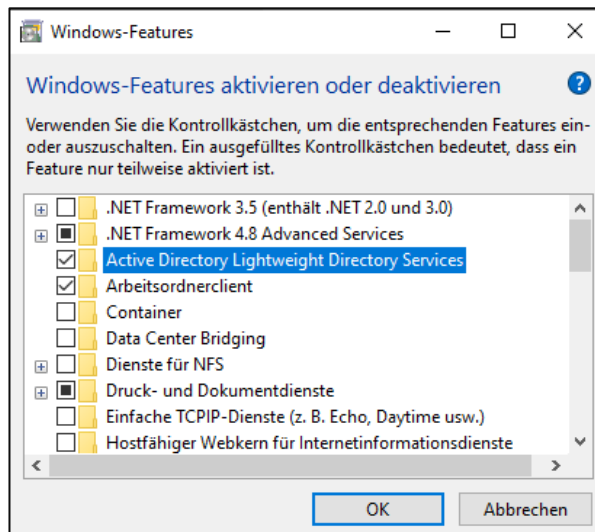 Windows-Features
Windows-Features aktivieren oder deaktivieren
?
Verwenden Sie die Kontrollkästchen, um die entsprechenden Features ein-
oder auszuschalten. Ein ausgefülltes Kontrollkästchen bedeutet, dass ein
Feature nur teilweise aktiviert ist.
.NET Framework 3.5 (enthält .NET 2.0 und 3.0)
.NET Framework 4.8 Advanced Services
Active Directory Lightweight Directory Services
Arbeitsordnerclient
Container
Data Center Bridging
Dienste für NFS
Druck- und Dokumentdienste
Einfache TCPIP-Dienste (z. B. Echo, Daytime usw.)
Hostfähiger Webkern für Internetinformationsdienste
OK Abbrechen